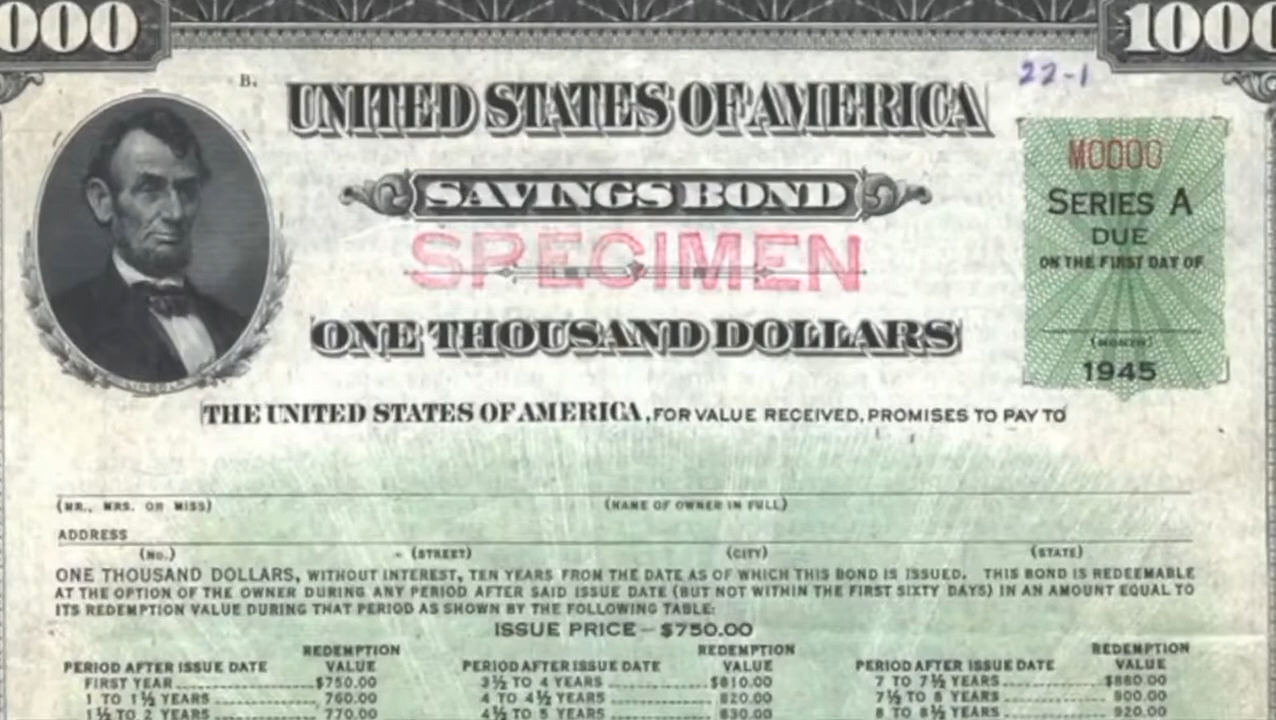 000
1000
B.
22-1
UNITED STATES OF AMERICA
SAVINGS BOND
SPECIMEN
ONE THOUSAND DOLLARS
LINCOLN
M0000
SERIES A
DUE
ON THE FIRST DAY OF
(MONTH)
1945
THE UNITED STATES OF AMERICA, FOR VALUE RECEIVED, PROMISES TO PAY TO
(MR., MRS. OR MISS) (NAME OF OWNER IN FULL)
ADDRESS
(NO.) (STREET) (CITY) (STATE)
ONE THOUSAND DOLLARS, WITHOUT INTEREST, TEN YEARS FROM THE DATE AS OF WHICH THIS BOND IS ISSUED. THIS BOND IS REDEEMABLE
AT THE OPTION OF THE OWNER DURING ANY PERIOD AFTER SAID ISSUE DATE (BUT NOT WITHIN THE FIRST SIXTY DAYS) IN AN AMOUNT EQUAL TO
ITS REDEMPTION VALUE DURING THAT PERIOD AS SHOWN BY THE FOLLOWING TABLE:
ISSUE PRICE — $750.00
REDEMPTION REDEMPTION REDEMPTION
PERIOD AFTER ISSUE DATE VALUE PERIOD AFTER ISSUE DATE VALUE PERIOD AFTER ISSUE DATE VALUE
FIRST YEAR $750.00 3½ TO 4 YEARS $810.00 7 TO 7½ YEARS $880.00
1 TO 1½ YEARS 760.00 4 TO 4½ YEARS 820.00 7½ TO 8 YEARS
1½ TO 2 YEARS 770.00 4½ TO 5 YEARS 830.00 8 TO 8½ YEARS 920.00